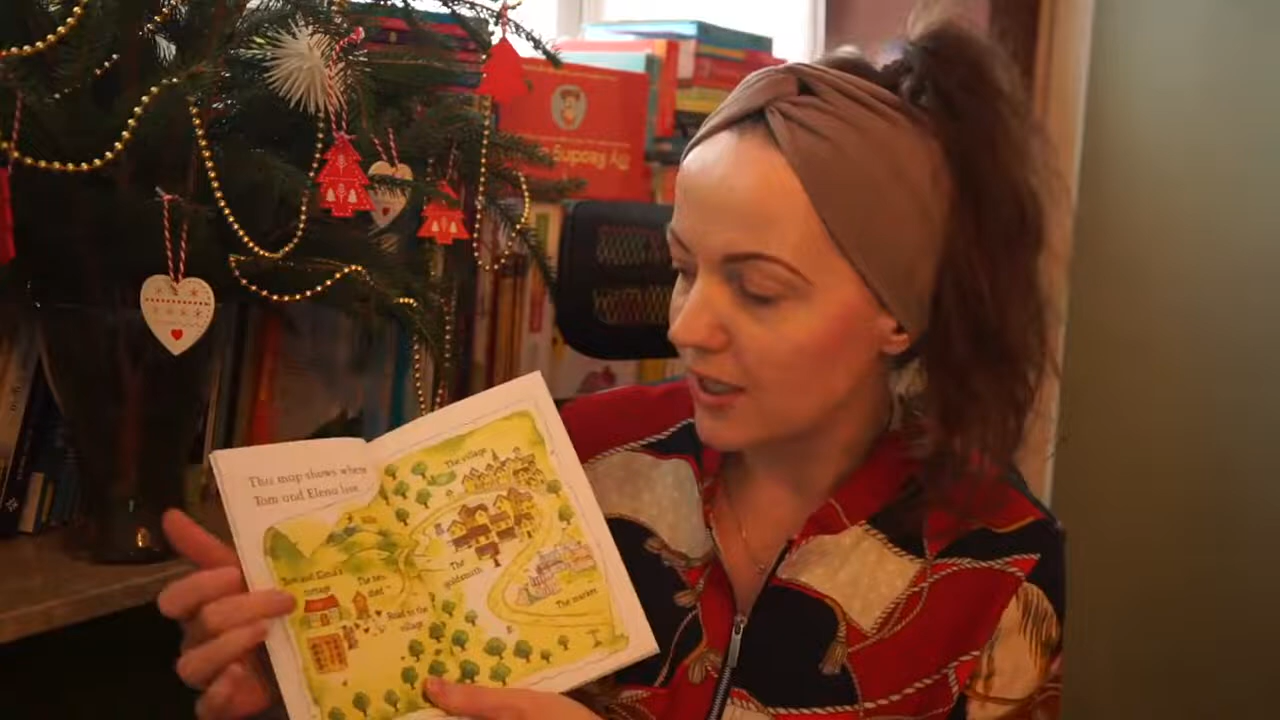 This map shows where
Tom and Elena live
The village
The
goldsmith
The market
Tom and Elena's
cottage
The hen
shed
Road to the
village